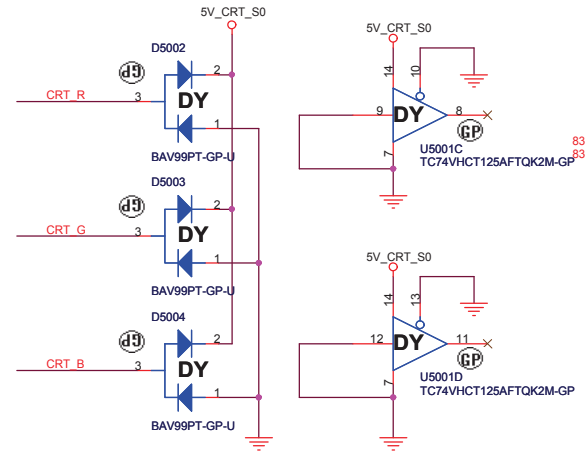 5V_CRT_S0
D5002
GP
2
CRT_R
3
DY
1
BAV99PT-GP-U
D5003
GP
2
CRT_G
3
DY
1
BAV99PT-GP-U
D5004
GP
2
CRT_B
3
DY
1
BAV99PT-GP-U
5V_CRT_S0
14
10
9
DY
8
GP
7
U5001C
TC74VHCT125AFTQK2M-GP
83
83
5V_CRT_S0
14
13
12
DY
11
GP
7
U5001D
TC74VHCT125AFTQK2M-GP